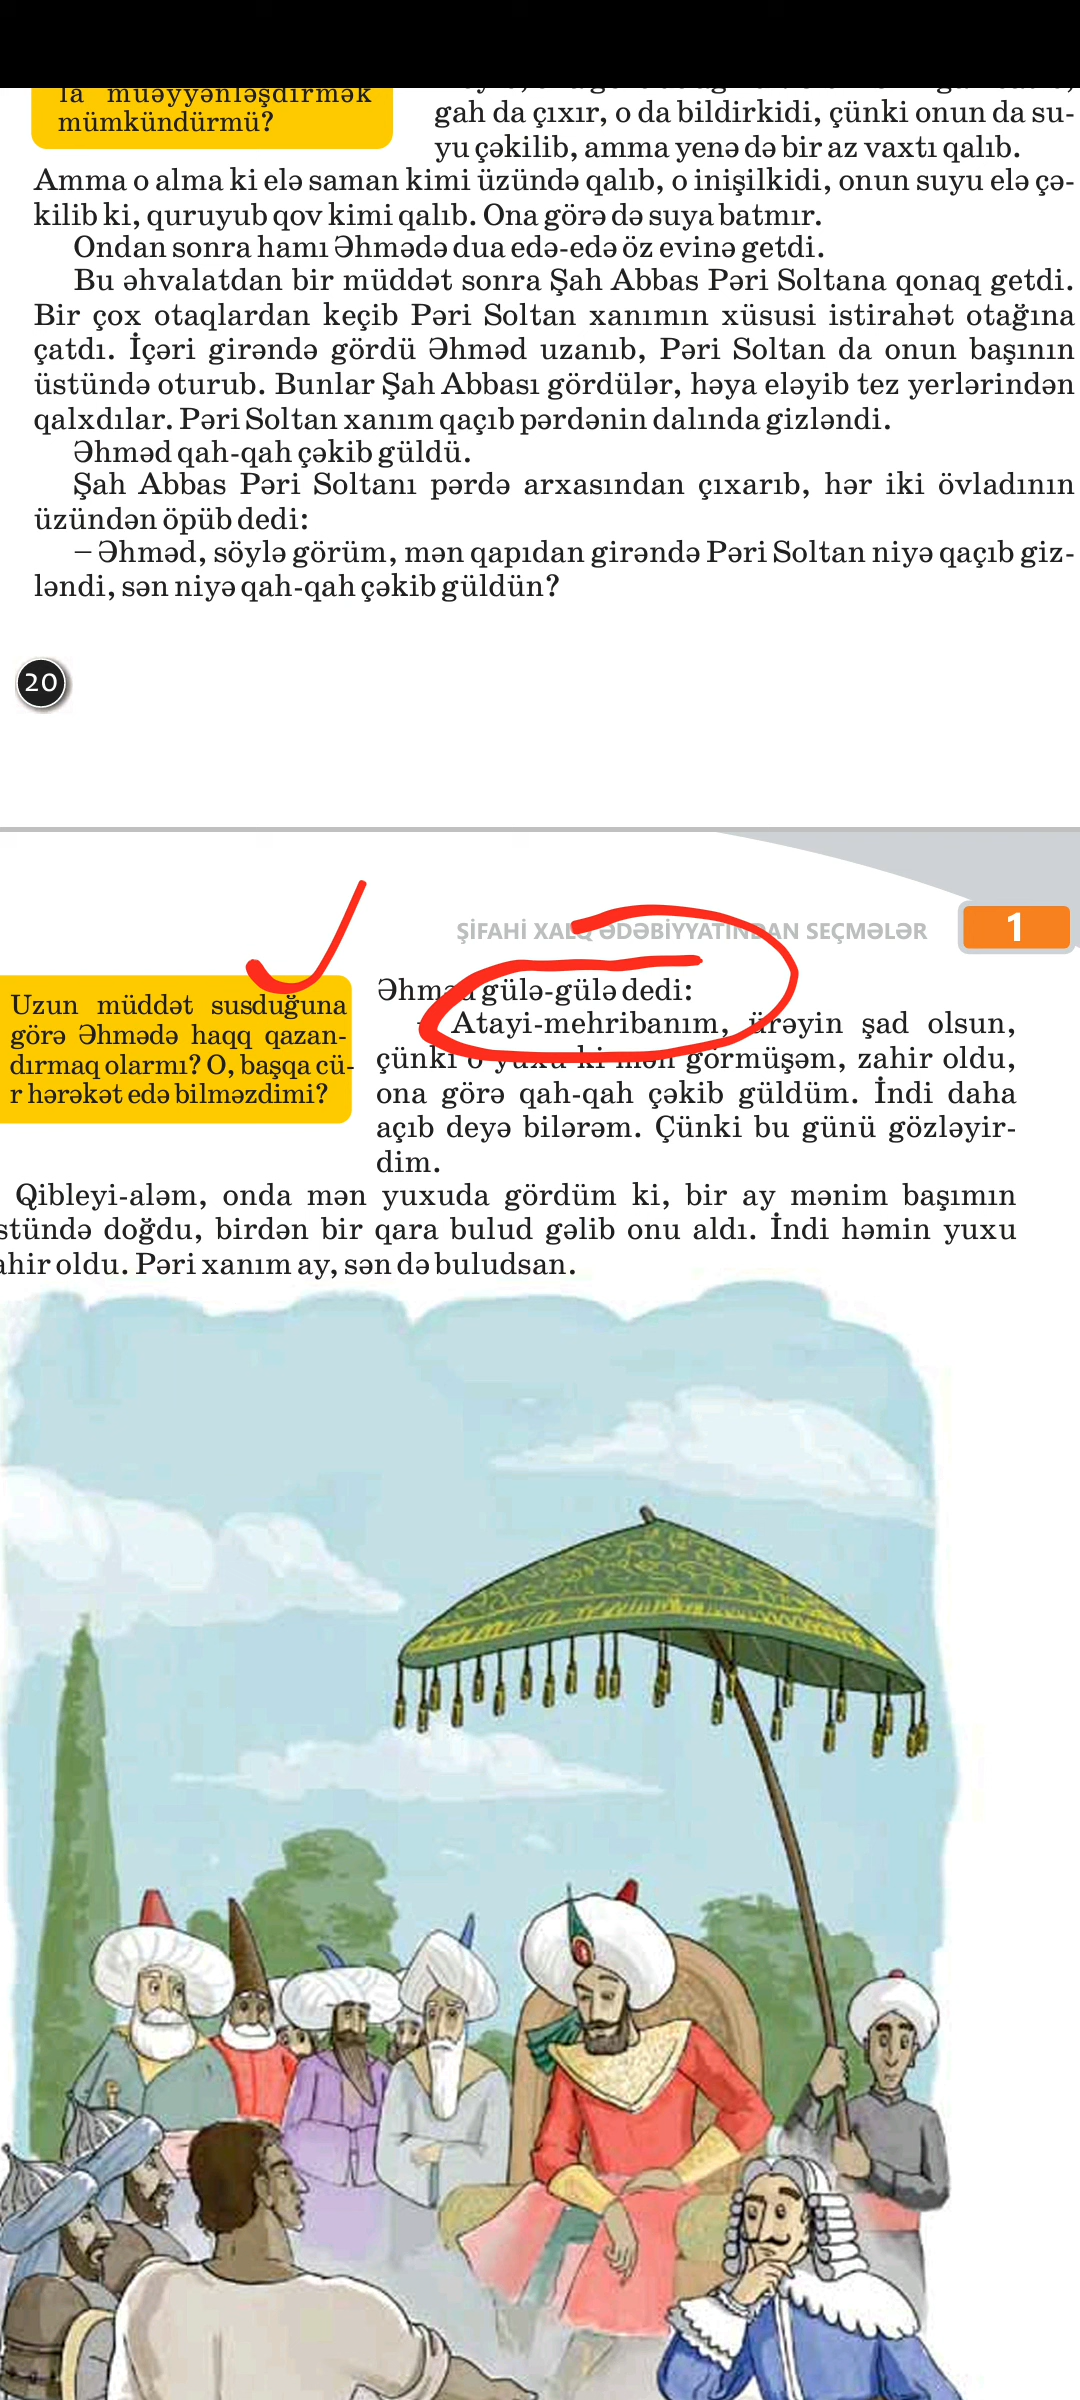 la müəyyənləşdirmək
mümkündürmü?
gah da çıxır, o da bildirkidi, çünki onun da su-
yu çəkilib, amma yenə də bir az vaxtı qalıb.
Amma o alma ki elə saman kimi üzündə qalıb, o inişilkidi, onun suyu elə çə-
kilib ki, quruyub qov kimi qalıb. Ona görə də suya batmır.
Ondan sonra hamı Əhmədə dua edə-edə öz evinə getdi.
Bu əhvalatdan bir müddət sonra Şah Abbas Pəri Soltana qonaq getdi.
Bir çox otaqlardan keçib Pəri Soltan xanımın xüsusi istirahət otağına
çatdı. İçəri girəndə gördü Əhməd uzanıb, Pəri Soltan da onun başının
üstündə oturub. Bunlar Şah Abbası gördülər, həya eləyib tez yerlərindən
qalxdılar. Pəri Soltan xanım qaçıb pərdənin dalında gizləndi.
Əhməd qah-qah çəkib güldü.
Şah Abbas Pəri Soltanı pərdə arxasından çıxarıb, hər iki övladının
üzündən öpüb dedi:
– Əhməd, söylə görüm, mən qapıdan girəndə Pəri Soltan niyə qaçıb giz-
ləndi, sən niyə qah-qah çəkib güldün?
20
ŞİFAHİ XALQ ƏDƏBİYYATINDAN SEÇMƏLƏR
1
Uzun müddət susduğuna
görə Əhmədə haqq qazan-
dırmaq olarmı? O, başqa cü-
r hərəkət edə bilməzdimi?
Əhməd gülə-gülə dedi:
– Atayi-mehribanım, ürəyin şad olsun,
çünki o yuxu ki mən görmüşəm, zahir oldu,
ona görə qah-qah çəkib güldüm. İndi daha
açıb deyə bilərəm. Çünki bu günü gözləyir-
dim.
Qibleyi-aləm, onda mən yuxuda gördüm ki, bir ay mənim başımın
stündə doğdu, birdən bir qara bulud gəlib onu aldı. İndi həmin yuxu
ahir oldu. Pəri xanım ay, sən də buludsan.